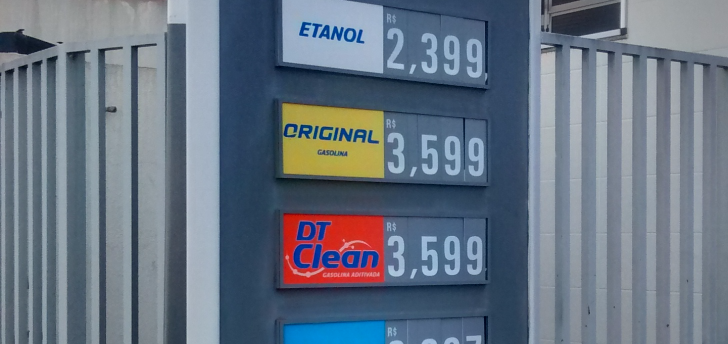 ETANOL
R$
2,399
ORIGINAL
GASOLINA
R$
3,599
DT
Clean
GASOLINA ADITIVADA
R$
3,599
R$